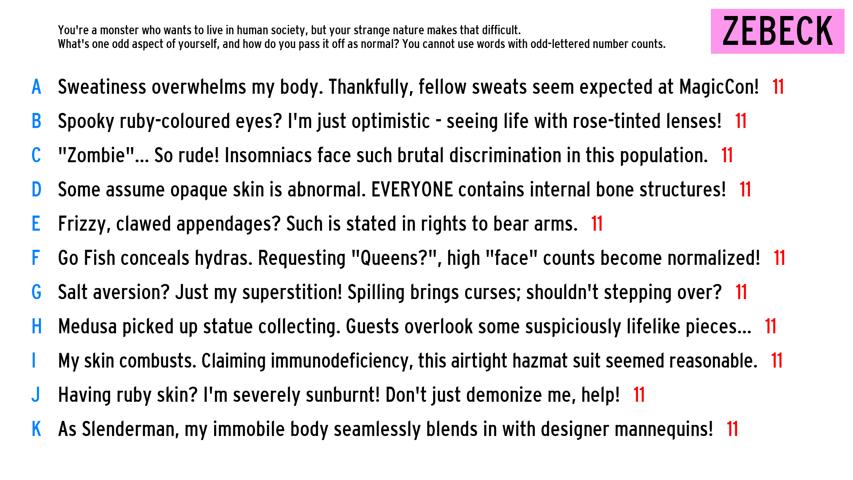 You're a monster who wants to live in human society, but your strange nature makes that difficult.
What's one odd aspect of yourself, and how do you pass it off as normal? You cannot use words with odd-lettered number counts.
ZEBECK
A Sweatiness overwhelms my body. Thankfully, fellow sweats seem expected at MagicCon! 11
B Spooky ruby-coloured eyes? I'm just optimistic - seeing life with rose-tinted lenses! 11
C "Zombie"... So rude! Insomniacs face such brutal discrimination in this population. 11
D Some assume opaque skin is abnormal. EVERYONE contains internal bone structures! 11
E Frizzy, clawed appendages? Such is stated in rights to bear arms. 11
F Go Fish conceals hydras. Requesting "Queens?", high "face" counts become normalized! 11
G Salt aversion? Just my superstition! Spilling brings curses; shouldn't stepping over? 11
H Medusa picked up statue collecting. Guests overlook some suspiciously lifelike pieces... 11
I My skin combusts. Claiming immunodeficiency, this airtight hazmat suit seemed reasonable. 11
J Having ruby skin? I'm severely sunburnt! Don't just demonize me, help! 11
K As Slenderman, my immobile body seamlessly blends in with designer mannequins! 11